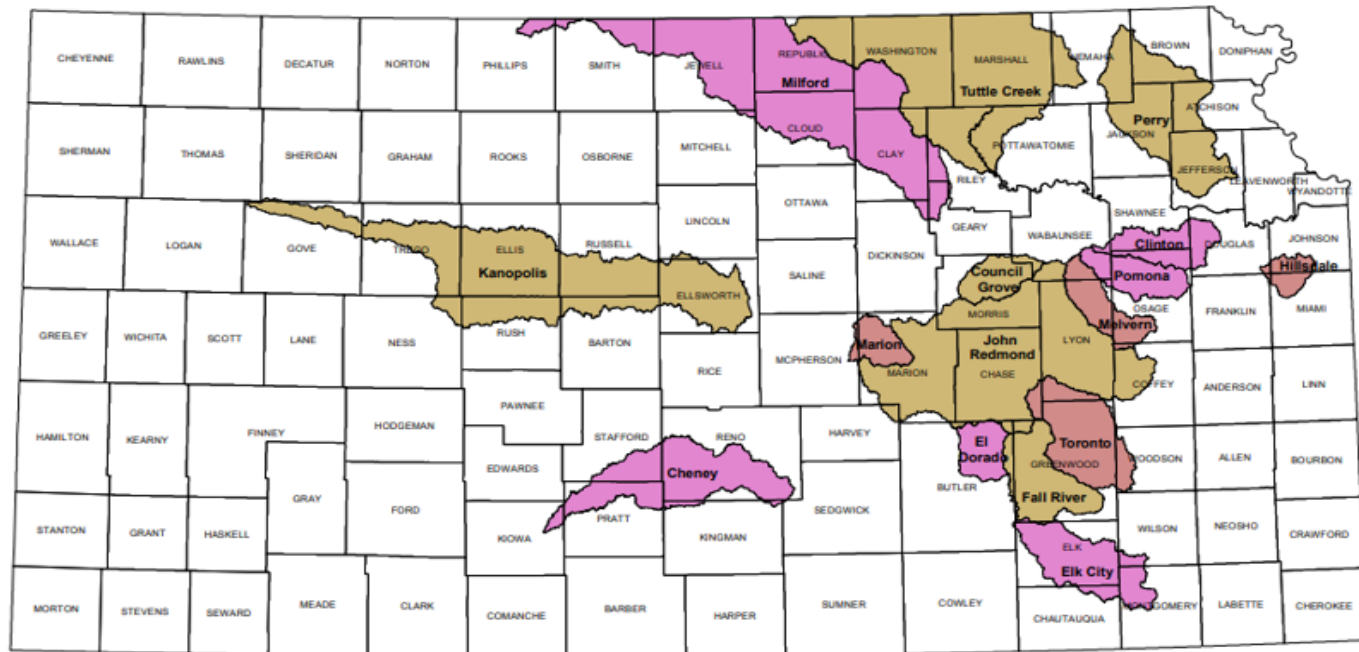 CHEYENNE
RAWLINS
DECATUR
NORTON
PHILLIPS
SMITH
JEWELL
REPUBLIC
WASHINGTON
MARSHALL
NEMAHA
BROWN
DONIPHAN
Milford
Tuttle Creek
SHERMAN
THOMAS
SHERIDAN
GRAHAM
ROOKS
OSBORNE
MITCHELL
CLOUD
CLAY
RILEY
POTTAWATOMIE
JACKSON
Perry
ATCHISON
JEFFERSON
LEAVENWORTH
WYANDOTTE
WALLACE
LOGAN
GOVE
TREGO
ELLIS
Kanopolis
RUSSELL
LINCOLN
ELLSWORTH
OTTAWA
SALINE
DICKINSON
GEARY
WABAUNSEE
SHAWNEE
Clinton
DOUGLAS
JOHNSON
Hillsdale
Pomona
Council
Grove
MORRIS
Melvern
OSAGE
FRANKLIN
MIAMI
GREELEY
WICHITA
SCOTT
LANE
NESS
RUSH
BARTON
RICE
MCPHERSON
Marion
MARION
John
Redmond
CHASE
LYON
COFFEY
ANDERSON
LINN
HAMILTON
KEARNY
FINNEY
HODGEMAN
PAWNEE
STAFFORD
EDWARDS
RENO
Cheney
HARVEY
BUTLER
El
Dorado
Toronto
GREENWOOD
Fall River
WOODSON
ALLEN
BOURBON
STANTON
GRANT
HASKELL
GRAY
FORD
KIOWA
PRATT
KINGMAN
SEDGWICK
ELK
Elk City
WILSON
NEOSHO
CRAWFORD
MORTON
STEVENS
SEWARD
MEADE
CLARK
COMANCHE
BARBER
HARPER
SUMNER
COWLEY
CHAUTAUQUA
MONTGOMERY
LABETTE
CHEROKEE